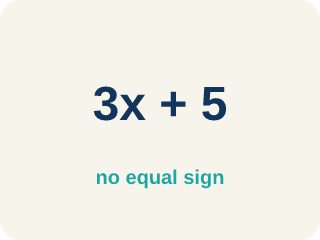 3x + 5
no equal sign